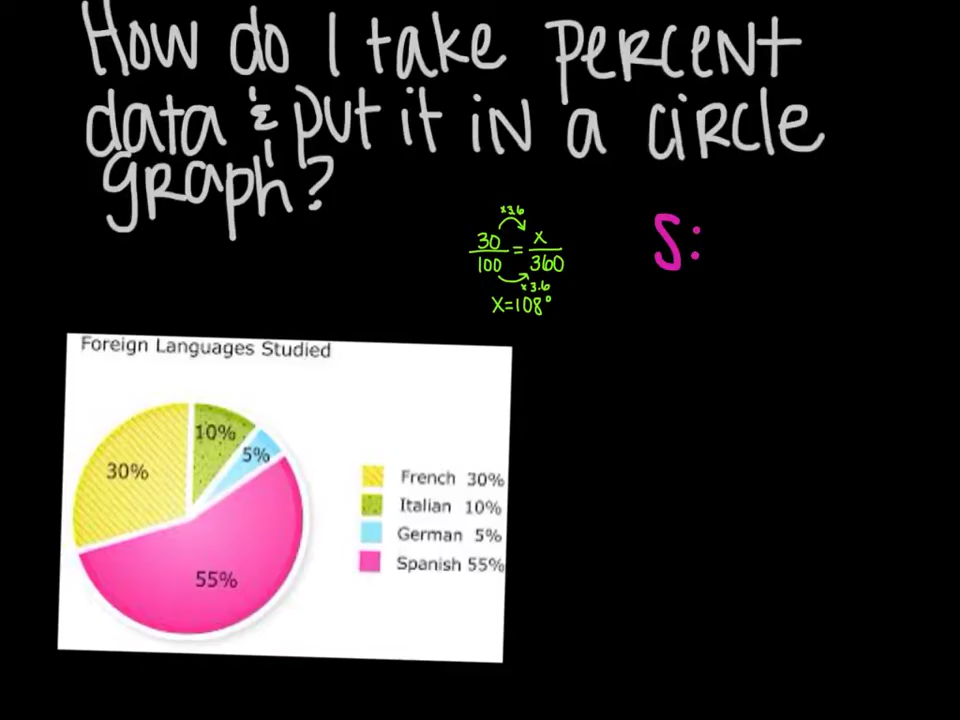 How do I take percent
data & put it in a circle
graph?
x3.6
30/100 = x/360
x3.6
x=108°
S:
Foreign Languages Studied
10%
5%
30%
55%
French 30%
Italian 10%
German 5%
Spanish 55%